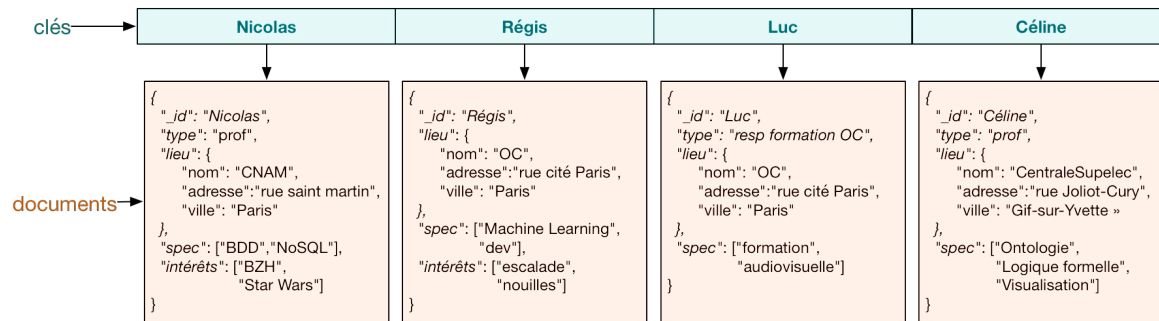 clés
Nicolas
Régis
Luc
Céline
documents
{
"_id": "Nicolas",
"type": "prof",
"lieu": {
"nom": "CNAM",
"adresse":"rue saint martin",
"ville": "Paris"
},
"spec": ["BDD","NoSQL"],
"intérêts": ["BZH",
"Star Wars"]
}
{
"_id": "Régis",
"lieu": {
"nom": "OC",
"adresse":"rue cité Paris",
"ville": "Paris"
},
"spec": ["Machine Learning",
"dev"],
"intérêts": ["escalade",
"nouilles"]
}
{
"_id": "Luc",
"type": "resp formation OC",
"lieu": {
"nom": "OC",
"adresse":"rue cité Paris",
"ville": "Paris"
},
"spec": ["formation",
"audiovisuelle"]
}
{
"_id": "Céline",
"type": "prof",
"lieu": {
"nom": "CentraleSupelec",
"adresse":"rue Joliot-Cury",
"ville": "Gif-sur-Yvette »
},
"spec": ["Ontologie",
"Logique formelle",
"Visualisation"]
}